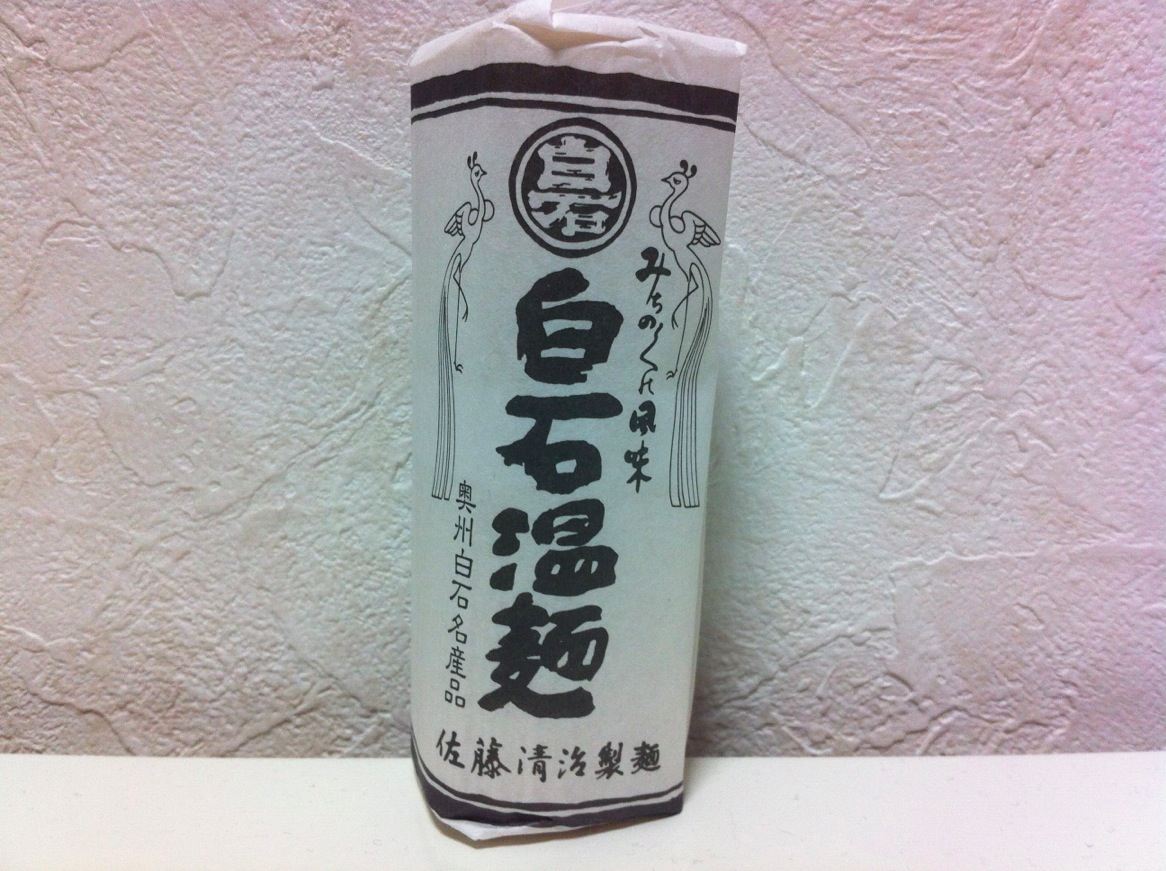 白石
みちのくの風味
白石温麺
奥州白石名産品
佐藤清治製麺